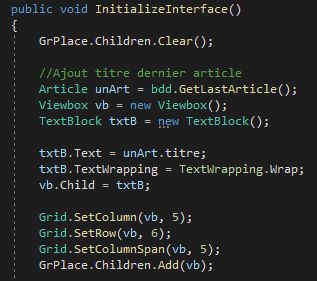 public void InitializeInterface()
{
GrPlace.Children.Clear();
//Ajout titre dernier article
Article unArt = bdd.GetLastArticle();
Viewbox vb = new Viewbox();
TextBlock txtB = new TextBlock();
txtB.Text = unArt.titre;
txtB.TextWrapping = TextWrapping.Wrap;
vb.Child = txtB;
Grid.SetColumn(vb, 5);
Grid.SetRow(vb, 6);
Grid.SetColumnSpan(vb, 5);
GrPlace.Children.Add(vb);